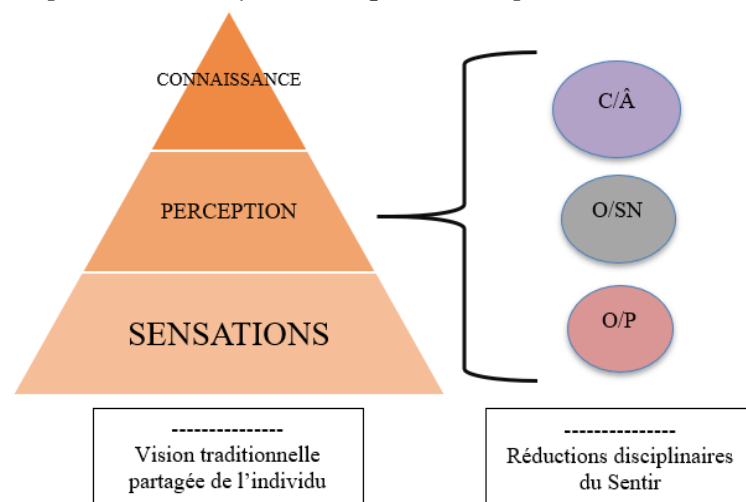 CONNAISSANCE
PERCEPTION
SENSATIONS
C/Â
O/SN
O/P
---------------
Vision traditionnelle
partagée de l'individu
---------------
Réductions disciplinaires
du Sentir